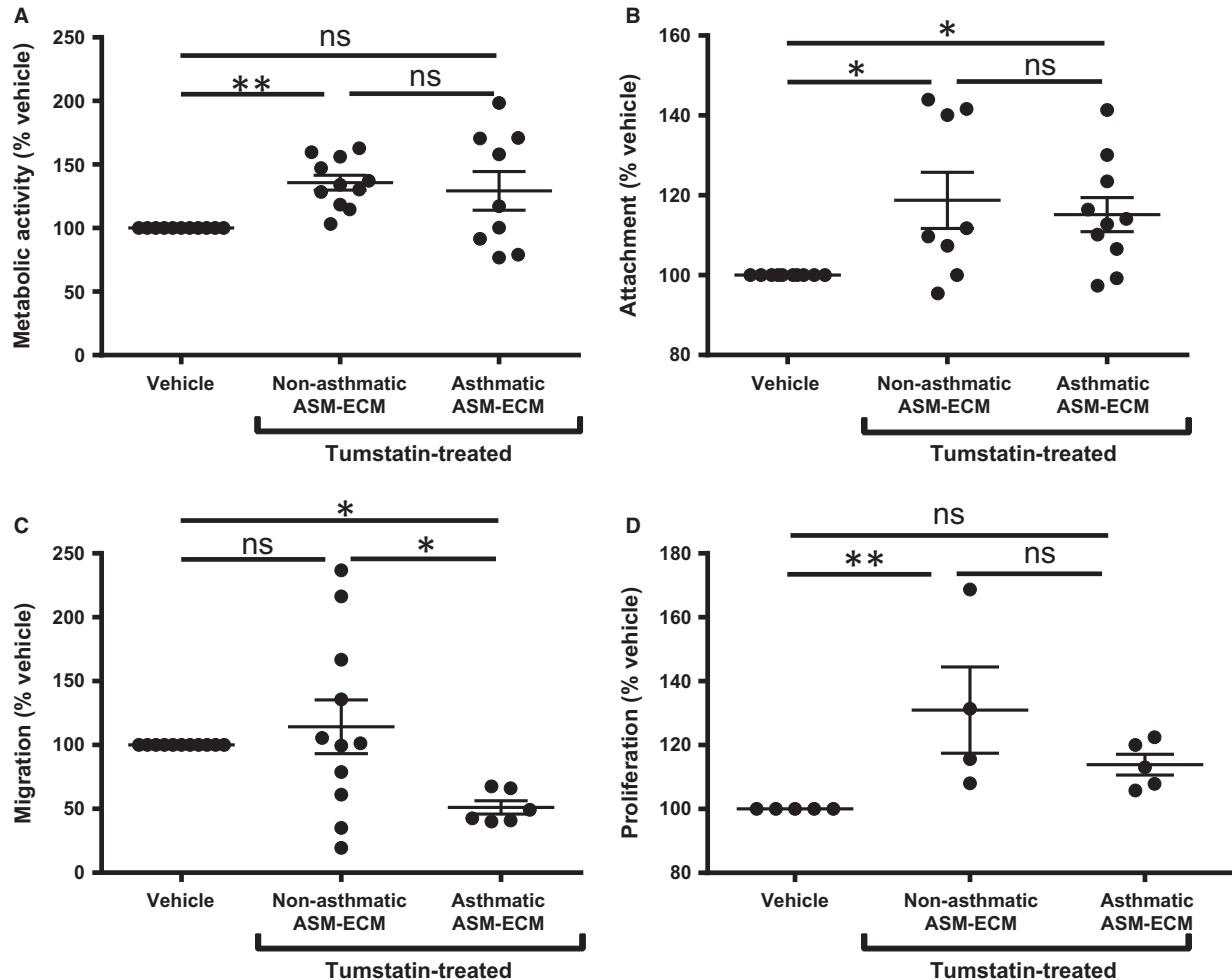 A
ns
**
ns
Metabolic activity (% vehicle)
250
200
150
100
50
0
Vehicle
Non-asthmatic
ASM-ECM
Asthmatic
ASM-ECM
Tumstatin-treated
B
*
*
ns
Attachment (% vehicle)
160
140
120
100
80
Vehicle
Non-asthmatic
ASM-ECM
Asthmatic
ASM-ECM
Tumstatin-treated
C
*
ns
*
Migration (% vehicle)
250
200
150
100
50
0
Vehicle
Non-asthmatic
ASM-ECM
Asthmatic
ASM-ECM
Tumstatin-treated
D
ns
**
ns
Proliferation (% vehicle)
180
160
140
120
100
80
Vehicle
Non-asthmatic
ASM-ECM
Asthmatic
ASM-ECM
Tumstatin-treated